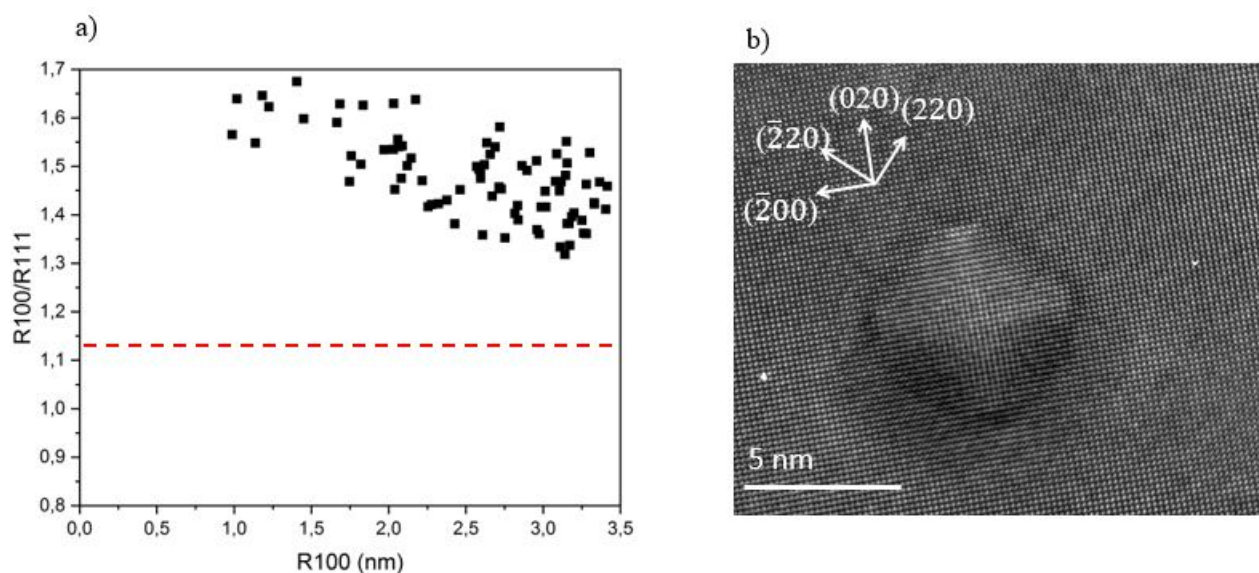 a)
1,7
1,6
1,5
1,4
1,3
1,2
1,1
1,0
0,9
0,8
R100/R111
0,0 0,5 1,0 1,5 2,0 2,5 3,0 3,5
R100 (nm)
b)
(020)
(220)
(2̅20)
(2̅00)
5 nm